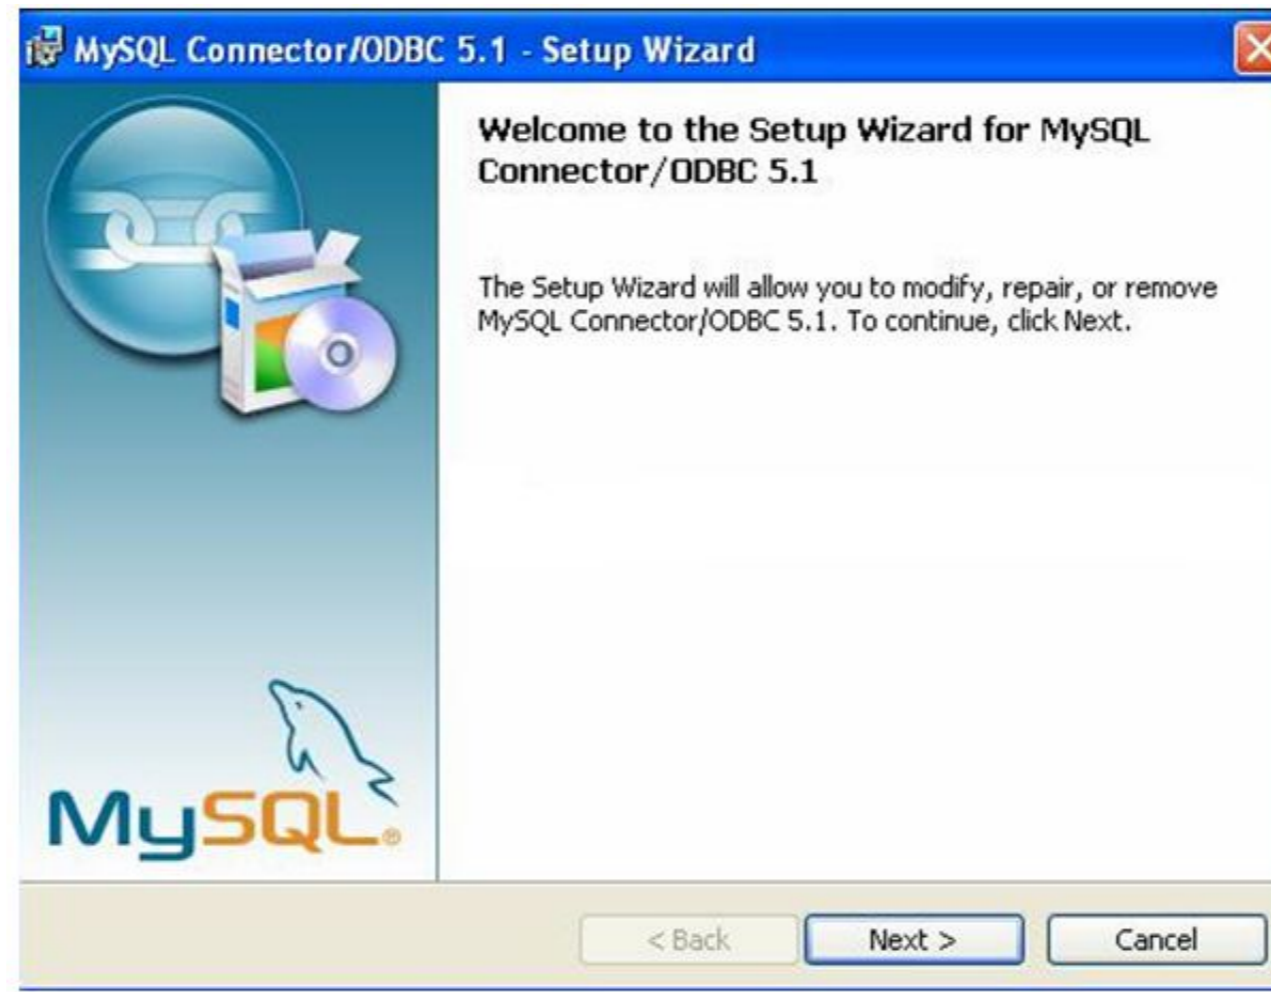 MySQL Connector/ODBC 5.1 - Setup Wizard
Welcome to the Setup Wizard for MySQL
Connector/ODBC 5.1
The Setup Wizard will allow you to modify, repair, or remove
MySQL Connector/ODBC 5.1. To continue, click Next.
MySQL®
< Back
Next >
Cancel